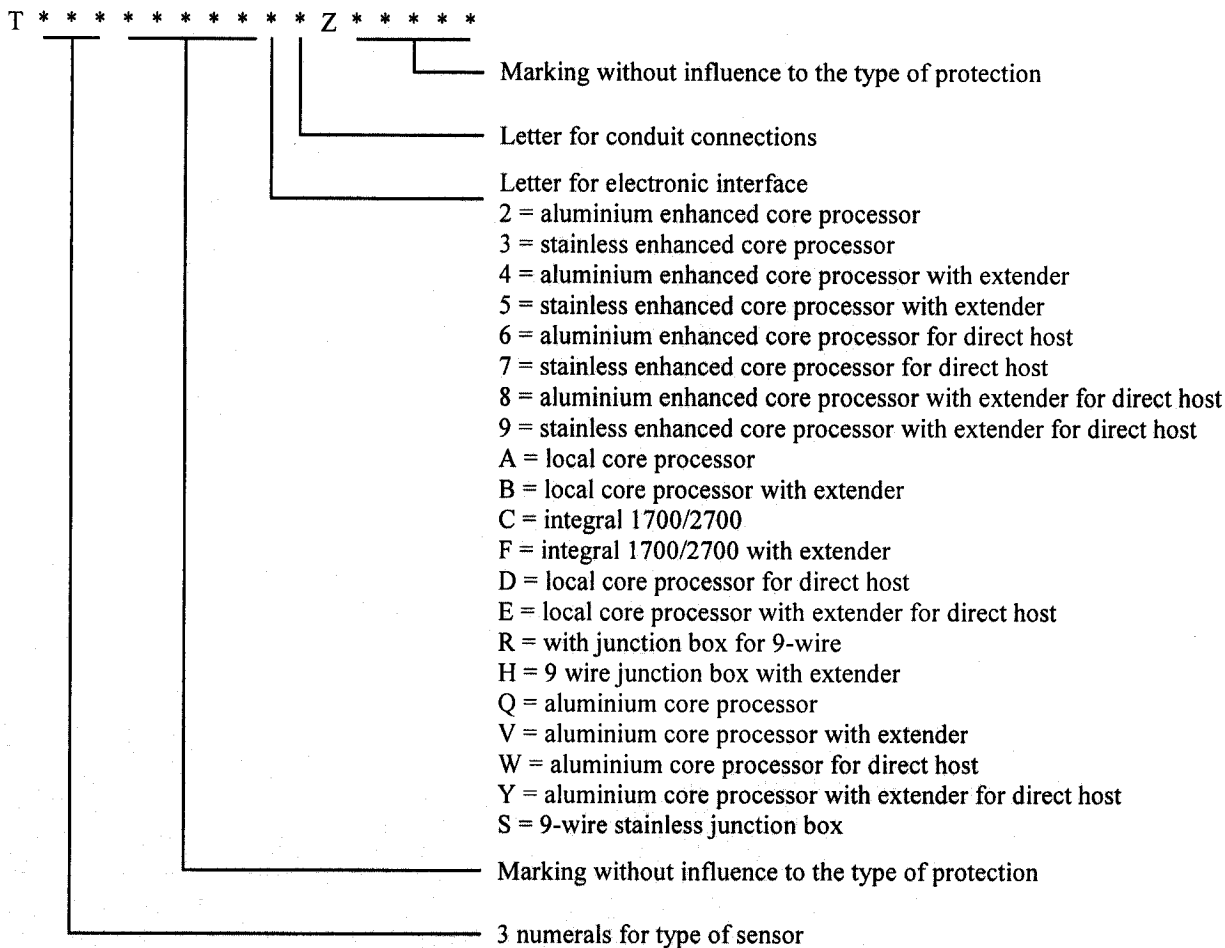 T * * * * * * * * * * Z * * * * *
Marking without influence to the type of protection
Letter for conduit connections
Letter for electronic interface
2 = aluminium enhanced core processor
3 = stainless enhanced core processor
4 = aluminium enhanced core processor with extender
5 = stainless enhanced core processor with extender
6 = aluminium enhanced core processor for direct host
7 = stainless enhanced core processor for direct host
8 = aluminium enhanced core processor with extender for direct host
9 = stainless enhanced core processor with extender for direct host
A = local core processor
B = local core processor with extender
C = integral 1700/2700
F = integral 1700/2700 with extender
D = local core processor for direct host
E = local core processor with extender for direct host
R = with junction box for 9-wire
H = 9 wire junction box with extender
Q = aluminium core processor
V = aluminium core processor with extender
W = aluminium core processor for direct host
Y = aluminium core processor with extender for direct host
S = 9-wire stainless junction box
Marking without influence to the type of protection
3 numerals for type of sensor